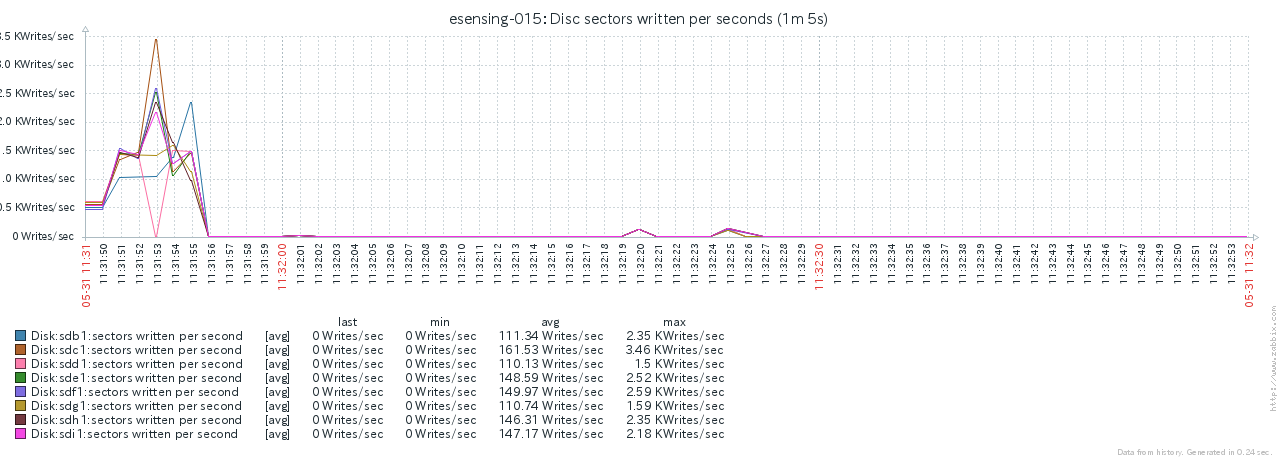 esensing-015: Disc sectors written per seconds (1m 5s)
3.5 KWrites/sec
3.0 KWrites/sec
2.5 KWrites/sec
2.0 KWrites/sec
1.5 KWrites/sec
1.0 KWrites/sec
0.5 KWrites/sec
0 Writes/sec
05-31 11:31 11:31:50 11:31:51 11:31:52 11:31:53 11:31:54 11:31:55 11:31:56 11:31:57 11:31:58 11:31:59 11:32:00 11:32:01 11:32:02 11:32:03 11:32:04 11:32:05 11:32:06 11:32:07 11:32:08 11:32:09 11:32:10 11:32:11 11:32:12 11:32:13 11:32:14 11:32:15 11:32:16 11:32:17 11:32:18 11:32:19 11:32:20 11:32:21 11:32:22 11:32:23 11:32:24 11:32:25 11:32:26 11:32:27 11:32:28 11:32:29 11:32:30 11:32:31 11:32:32 11:32:33 11:32:34 11:32:35 11:32:36 11:32:37 11:32:38 11:32:39 11:32:40 11:32:41 11:32:42 11:32:43 11:32:44 11:32:45 11:32:46 11:32:47 11:32:48 11:32:49 11:32:50 11:32:51 11:32:52 11:32:53 05-31 11:32
last min avg max
Disk:sdb1:sectors written per second [avg] 0 Writes/sec 0 Writes/sec 111.34 Writes/sec 2.35 KWrites/sec
Disk:sdc1:sectors written per second [avg] 0 Writes/sec 0 Writes/sec 161.53 Writes/sec 3.46 KWrites/sec
Disk:sdd1:sectors written per second [avg] 0 Writes/sec 0 Writes/sec 110.13 Writes/sec 1.5 KWrites/sec
Disk:sde1:sectors written per second [avg] 0 Writes/sec 0 Writes/sec 148.59 Writes/sec 2.52 KWrites/sec
Disk:sdf1:sectors written per second [avg] 0 Writes/sec 0 Writes/sec 149.97 Writes/sec 2.59 KWrites/sec
Disk:sdg1:sectors written per second [avg] 0 Writes/sec 0 Writes/sec 110.74 Writes/sec 1.59 KWrites/sec
Disk:sdh1:sectors written per second [avg] 0 Writes/sec 0 Writes/sec 146.31 Writes/sec 2.35 KWrites/sec
Disk:sdi1:sectors written per second [avg] 0 Writes/sec 0 Writes/sec 147.17 Writes/sec 2.18 KWrites/sec
http://www.zabbix.com
Data from history. Generated in 0.24 sec.